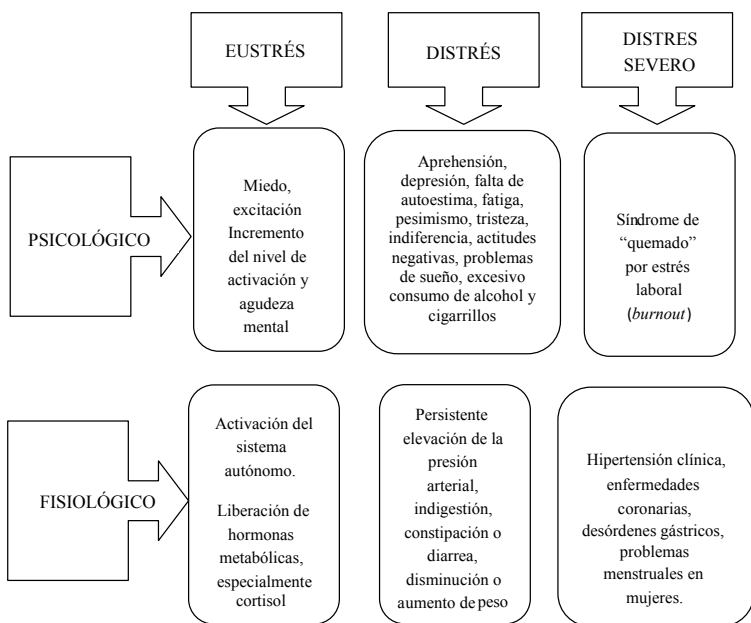 EUSTRÉS
DISTRÉS
DISTRES
SEVERO
PSICOLÓGICO
Miedo,
excitación
Incremento
del nivel de
activación y
agudeza
mental
Aprehensión,
depresión, falta de
autoestima, fatiga,
pesimismo, tristeza,
indiferencia, actitudes
negativas, problemas
de sueño, excesivo
consumo de alcohol y
cigarrillos
Síndrome de
“quemado”
por estrés
laboral
(burnout)
FISIOLÓGICO
Activación del
sistema
autónomo.
Liberación de
hormonas
metabólicas,
especialmente
cortisol
Persistente
elevación de la
presión
arterial,
indigestión,
constipación o
diarrea,
disminución o
aumento de peso
Hipertensión clínica,
enfermedades
coronarias,
desórdenes gástricos,
problemas
menstruales en
mujeres.